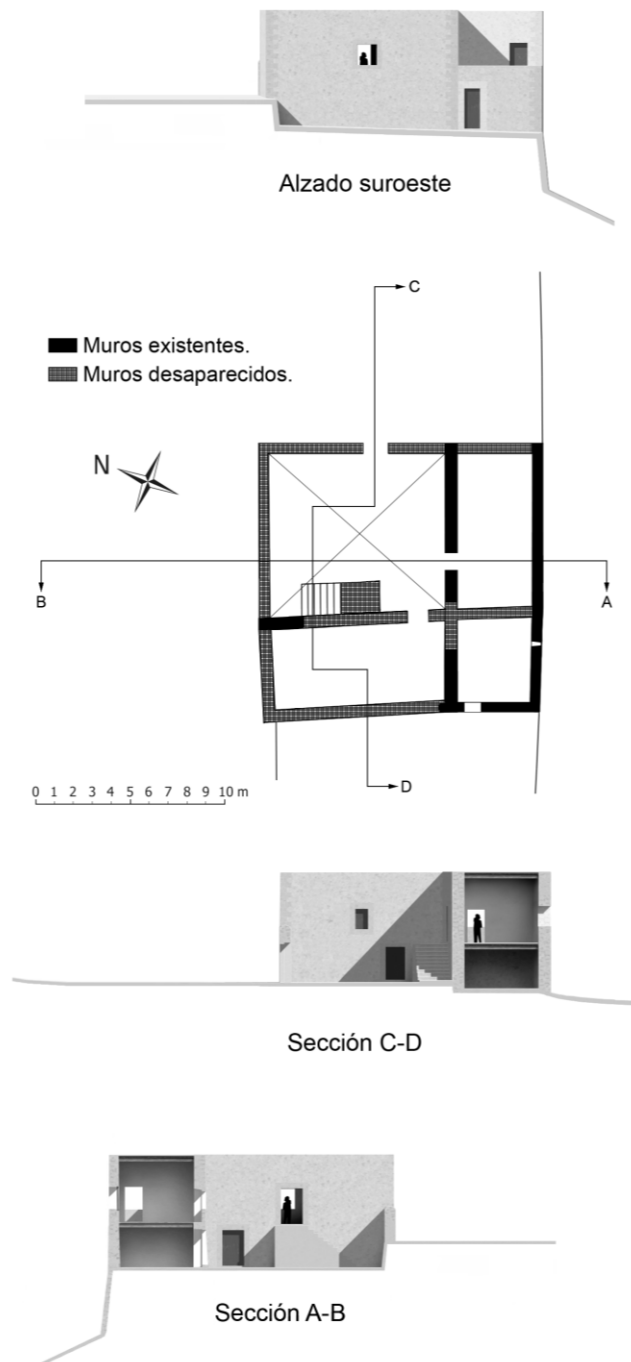 Alzado suroeste
C
Muros existentes.
Muros desaparecidos.
N
B
A
D
0 1 2 3 4 5 6 7 8 9 10 m
Sección C-D
Sección A-B